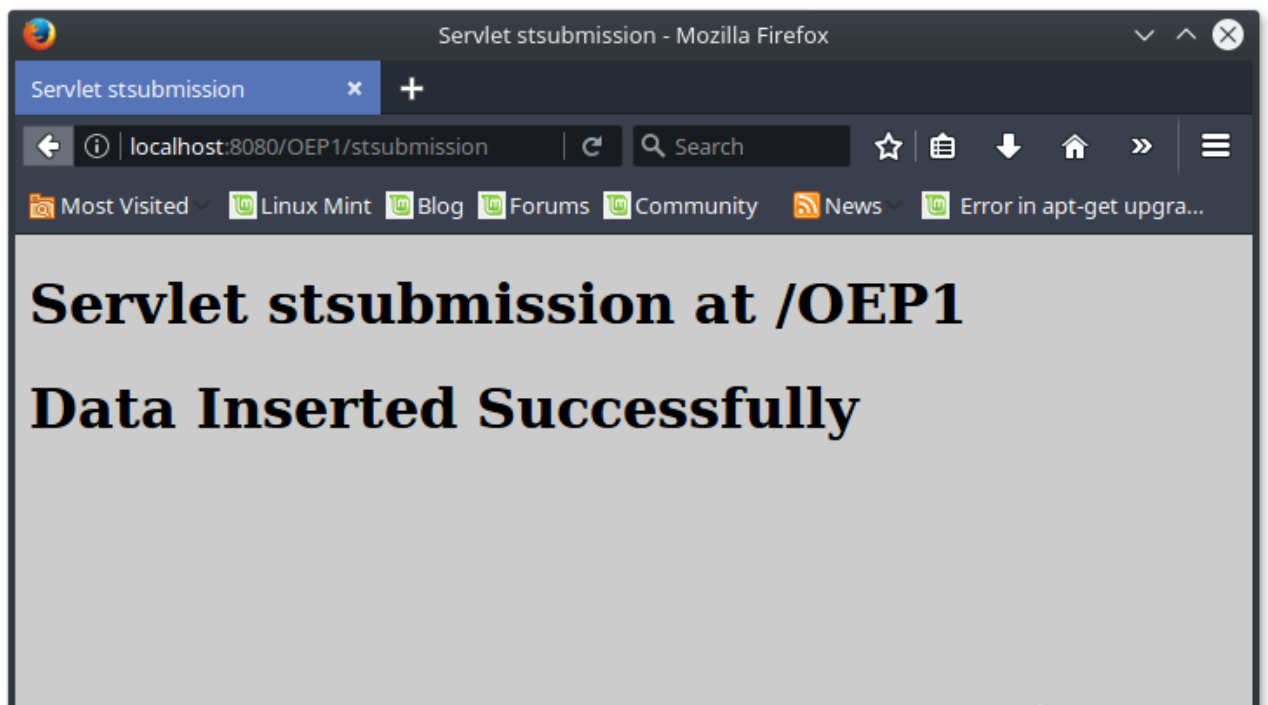 Servlet stsubmission - Mozilla Firefox
Servlet stsubmission
localhost:8080/OEP1/stsubmission Search
Most Visited Linux Mint Blog Forums Community News Error in apt-get upgra...
Servlet stsubmission at /OEP1
Data Inserted Successfully